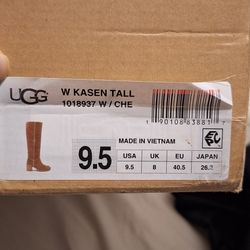 UGG
W KASEN TALL
1018937 W / CHE
MADE IN VIETNAM
9.5
USA UK EU JAPAN
9.5 8 40.5